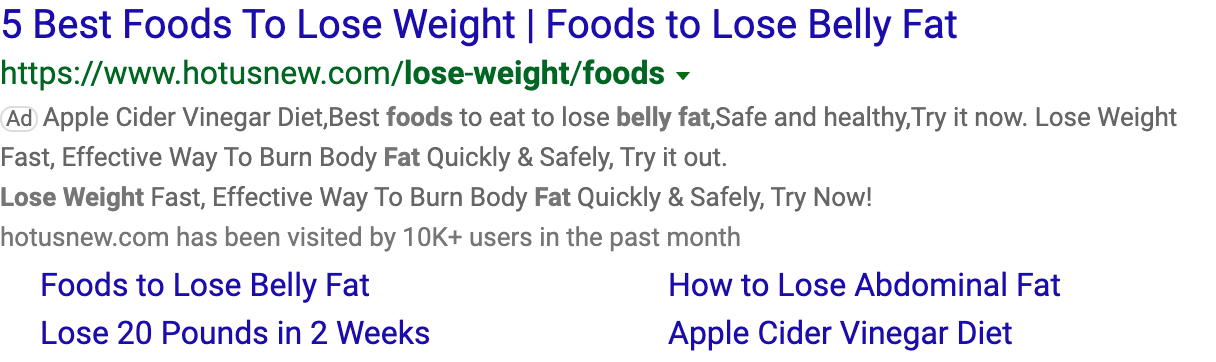 5 Best Foods To Lose Weight | Foods to Lose Belly Fat
https://www.hotusnew.com/lose-weight/foods
Ad Apple Cider Vinegar Diet,Best foods to eat to lose belly fat,Safe and healthy,Try it now. Lose Weight
Fast, Effective Way To Burn Body Fat Quickly & Safely, Try it out.
Lose Weight Fast, Effective Way To Burn Body Fat Quickly & Safely, Try Now!
hotusnew.com has been visited by 10K+ users in the past month
Foods to Lose Belly Fat
How to Lose Abdominal Fat
Lose 20 Pounds in 2 Weeks
Apple Cider Vinegar Diet